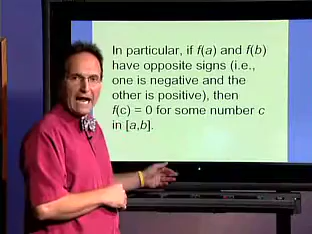 In particular, if f(a) and f(b)
have opposite signs (i.e.,
one is negative and the
other is positive), then
f(c) = 0 for some number c
in [a,b].